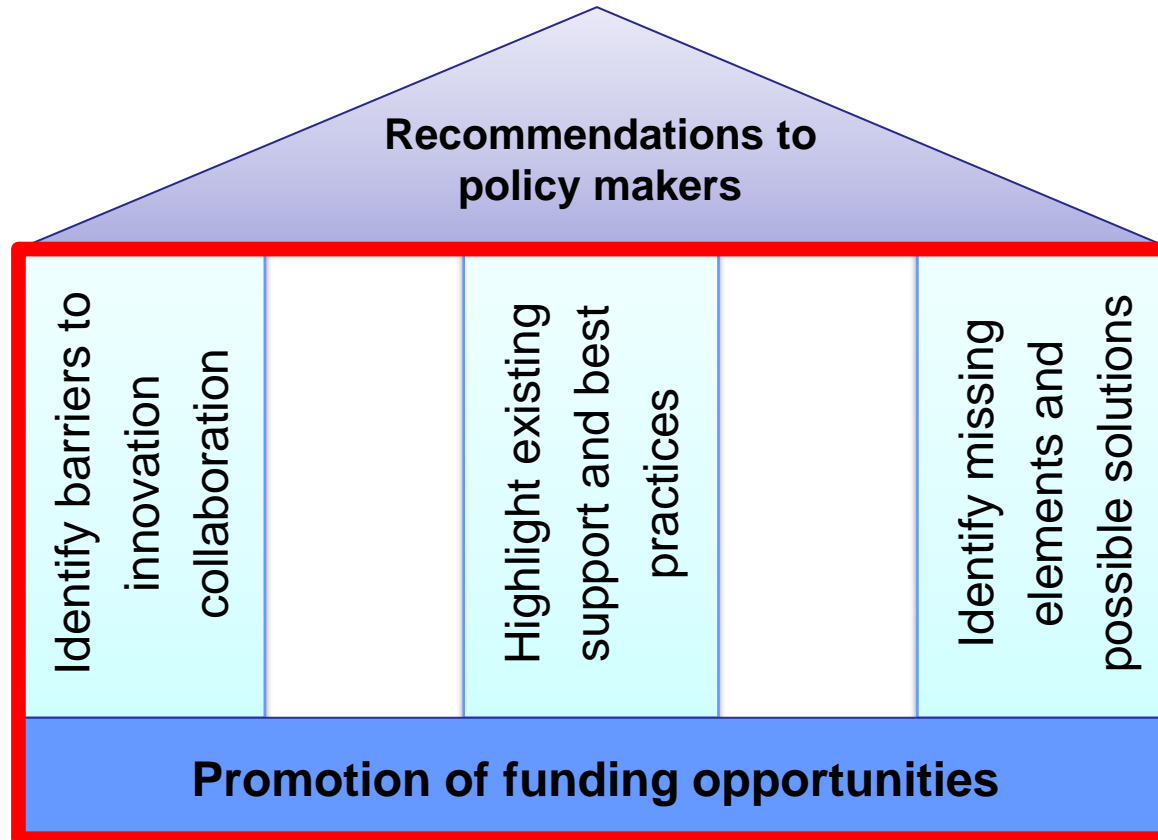 Recommendations to
policy makers
Identify barriers to
innovation
collaboration
Highlight existing
support and best
practices
Identify missing
elements and
possible solutions
Promotion of funding opportunities